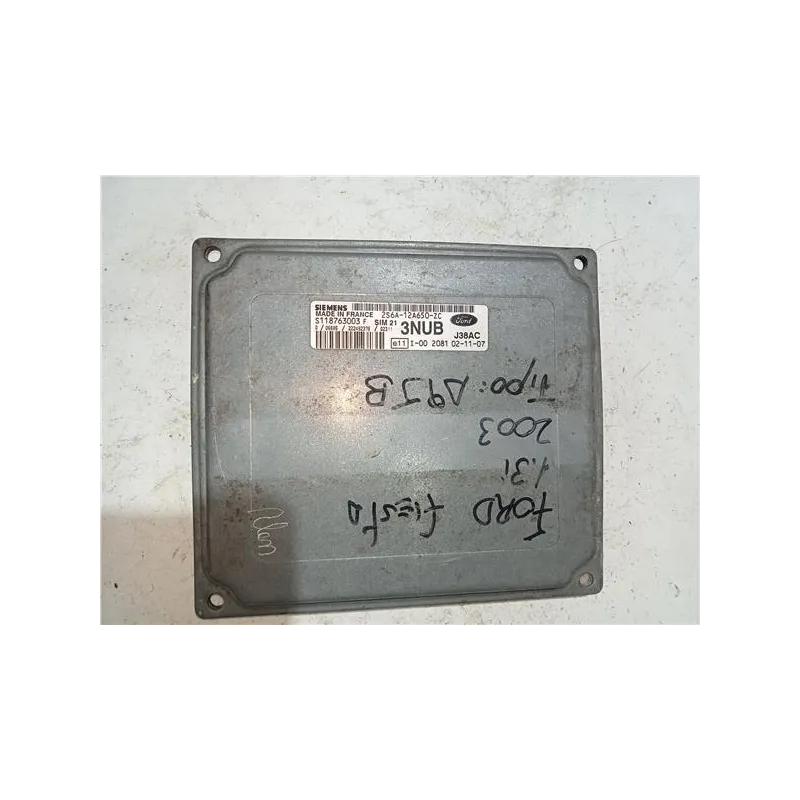 SIEMENS
MADE IN FRANCE 2S6A-12A650-ZC
S118763003 F SIM 21 3NUB Ford J38AC
e11 I-00 2081 02-11-07
FORD fiesta
1.3i
2003
Tipo: A9JB